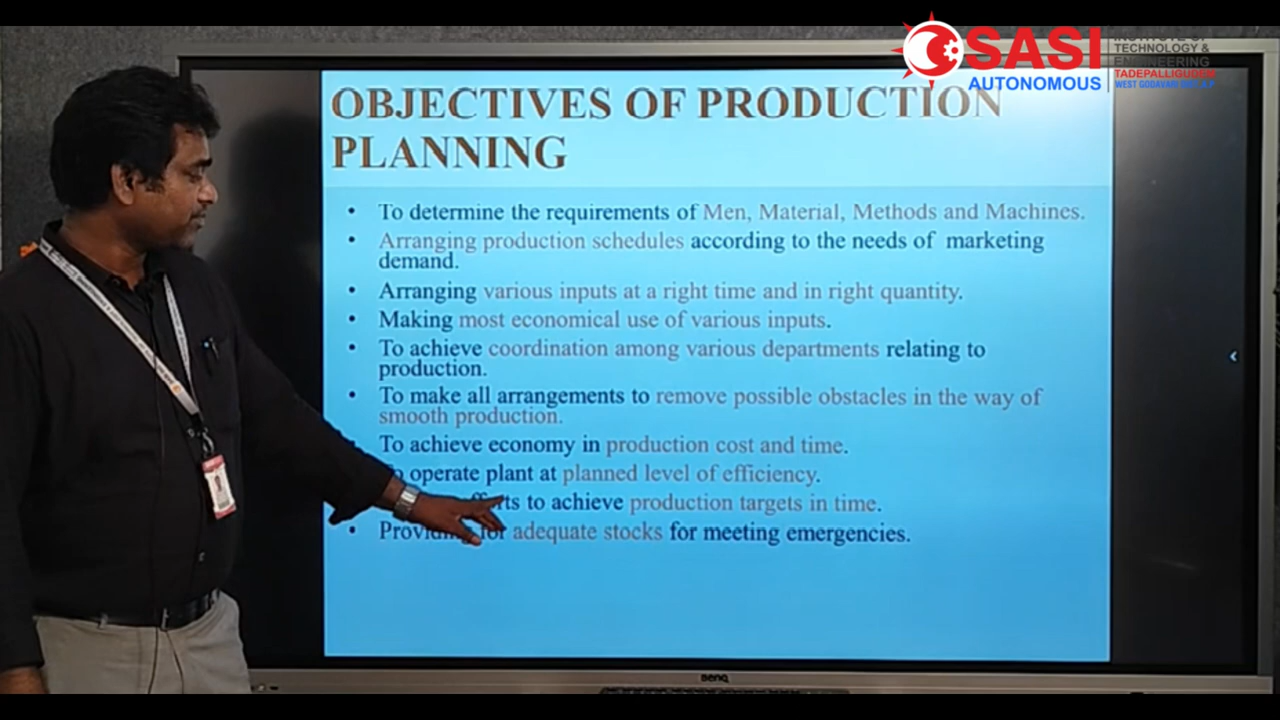 SASI
AUTONOMOUS
INSTITUTE OF
TECHNOLOGY &
ENGINEERING
TADEPALLIGUDEM
OBJECTIVES OF PRODUCTION
PLANNING
• To determine the requirements of Men, Material, Methods and Machines.
• Arranging production schedules according to the needs of marketing
demand.
• Arranging various inputs at a right time and in right quantity.
• Making most economical use of various inputs.
• To achieve coordination among various departments relating to
production.
• To make all arrangements to remove possible obstacles in the way of
smooth production.
• To achieve economy in production cost and time.
operate plant at planned level of efficiency.
efforts to achieve production targets in time.
• Providing for adequate stocks for meeting emergencies.
BenQ